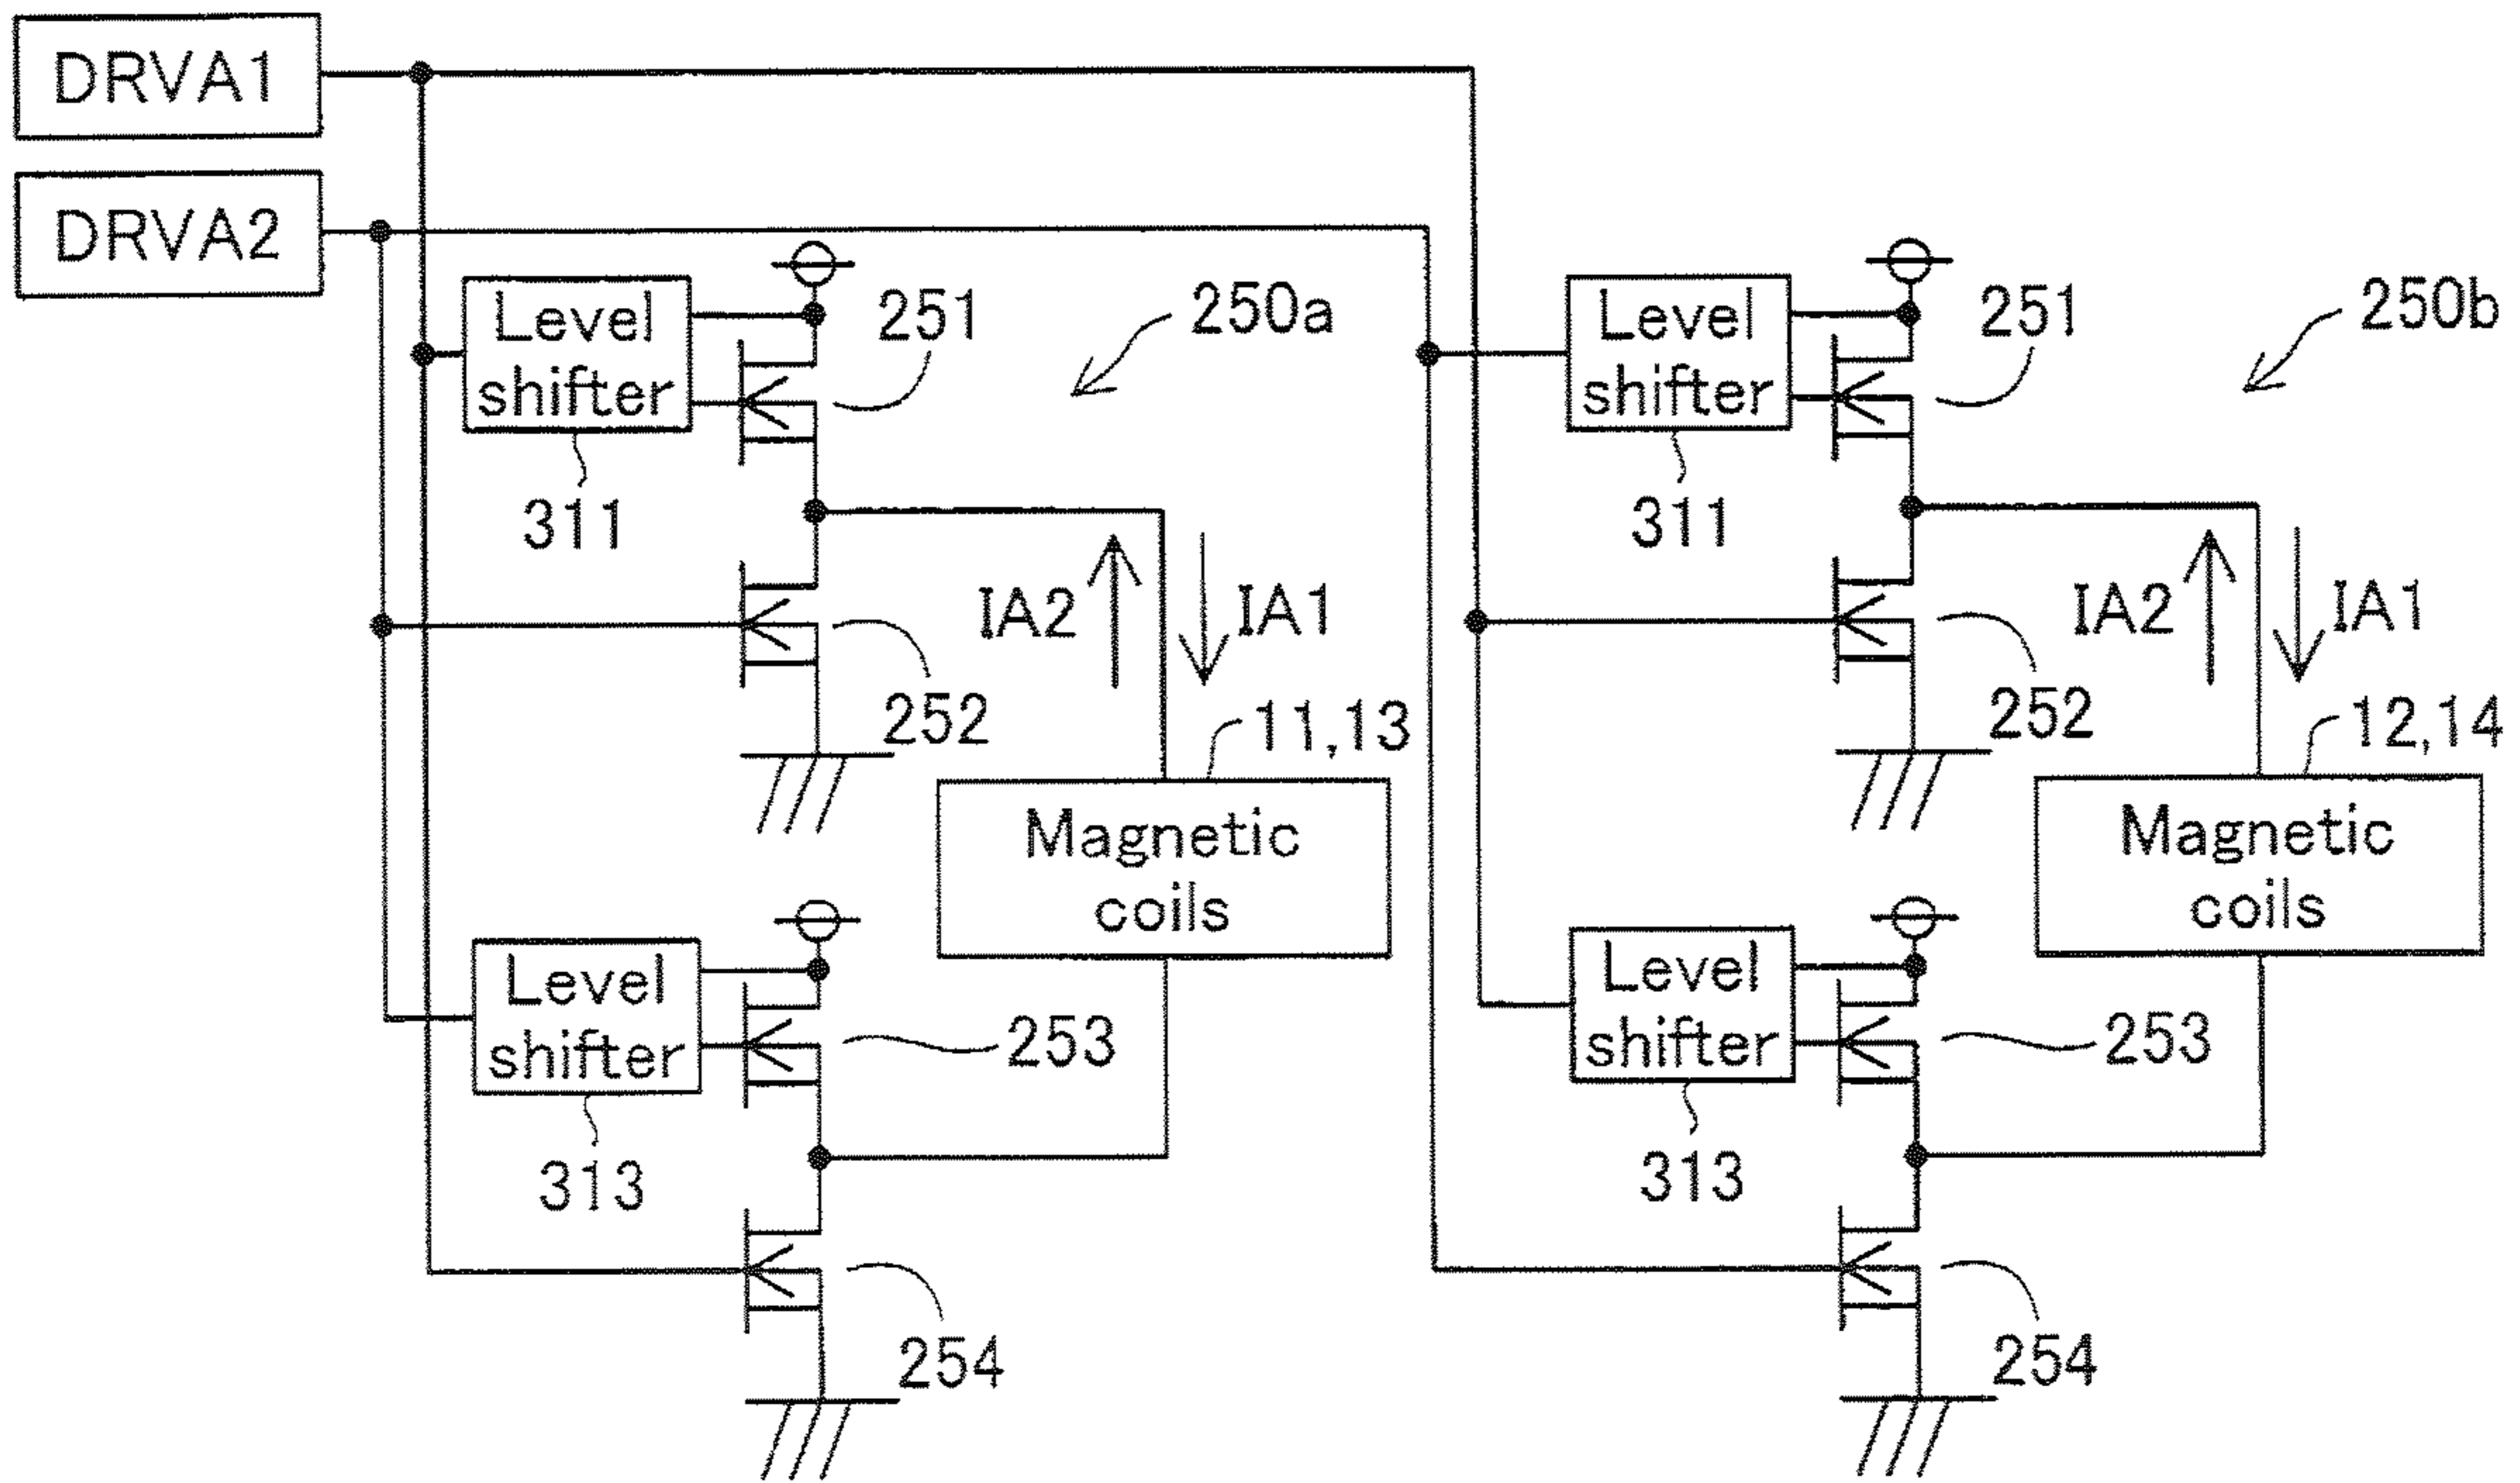 DRVA1
DRVA2
Level
shifter
311
251
250a
252
IA2
IA1
11,13
Magnetic
coils
Level
shifter
313
253
254
Level
shifter
311
251
250b
252
IA2
IA1
12,14
Magnetic
coils
Level
shifter
313
253
254